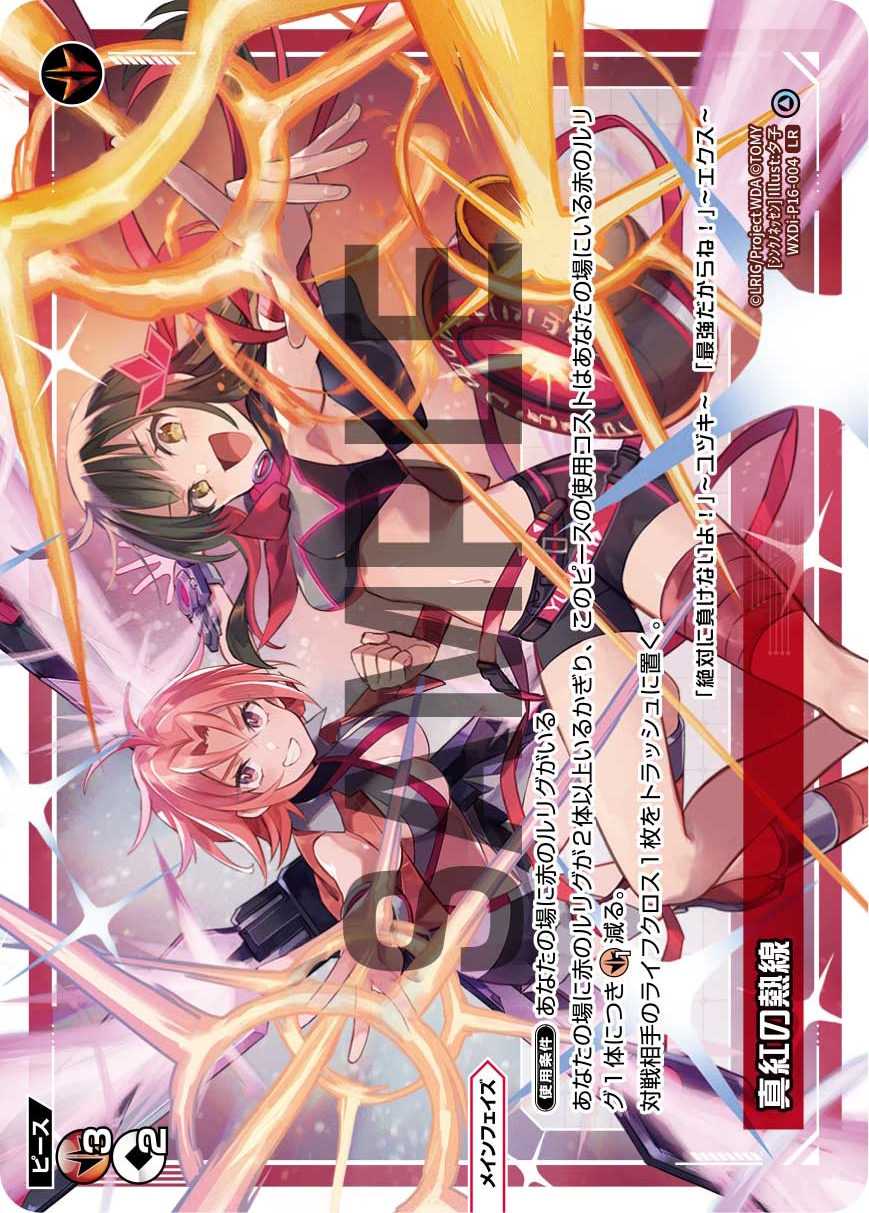 ピース
3
2
SAMPLE
メインフェイズ
使用条件 あなたの場に赤のルリグがいる
あなたの場に赤のルリグが2体以上いるかぎり、このピースの使用コストはあなたの場にいる赤のルリ
グ1体につき 1 減る。
対戦相手のライフクロス1枚をトラッシュに置く。
「絶対に負けないよ！」~ユヅキ~ 「最強だからね！」~エクス~
真紅の熱線
©LRIG/Project WDA ©TOMY
[シンク/ネッセン] Illust:夕子
WXDi-P16-004 LR